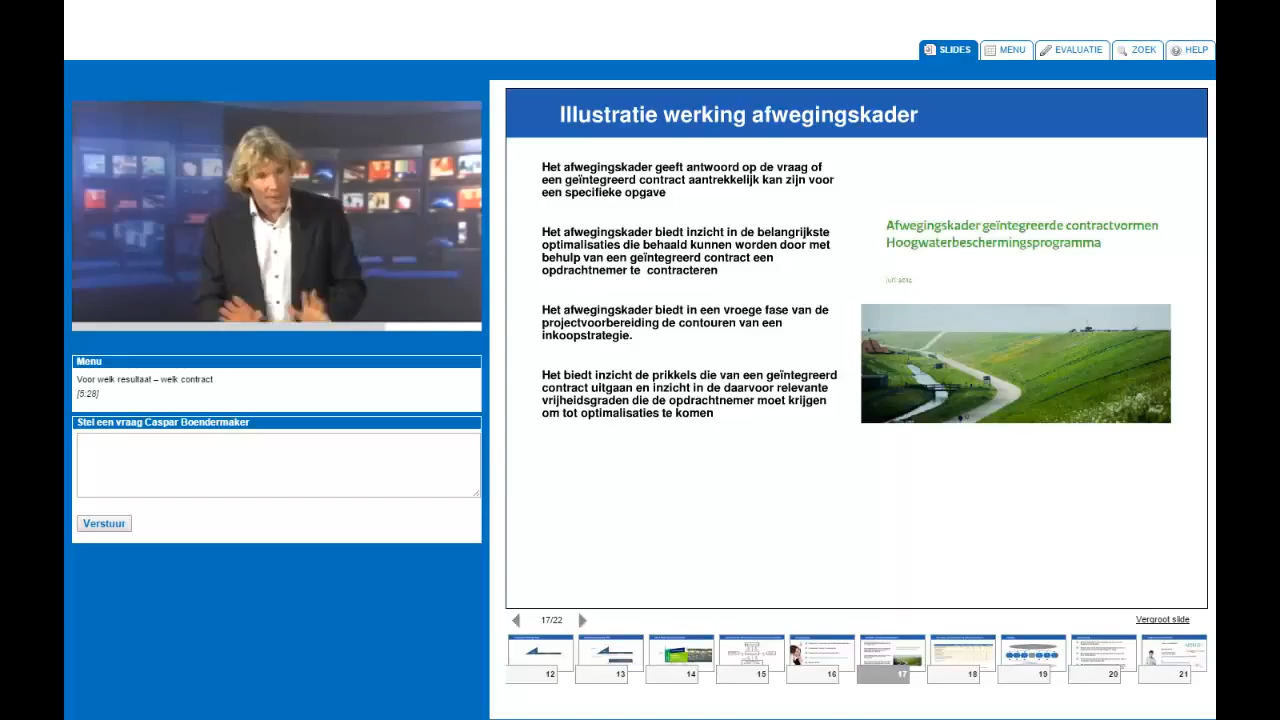 SLIDES
MENU
EVALUATIE
ZOEK
HELP
Illustratie werking afwegingskader
Het afwegingskader geeft antwoord op de vraag of
een geïntegreerd contract aantrekkelijk kan zijn voor
een specifieke opgave
Het afwegingskader biedt inzicht in de belangrijkste
optimalisaties die behaald kunnen worden door met
behulp van een geïntegreerd contract een
opdrachtnemer te contracteren
Het afwegingskader biedt in een vroege fase van de
projectvoorbereiding de contouren van een
inkoopstrategie.
Het biedt inzicht de prikkels die van een geïntegreerd
contract uitgaan en inzicht in de daarvoor relevante
vrijheidsgraden die de opdrachtnemer moet krijgen
om tot optimalisaties te komen
Afwegingskader geïntegreerde contractvormen
Hoogwaterbeschermingsprogramma
Menu
Voor welk resultaat – welk contract
[5:28]
Stel een vraag Caspar Boendermaker
Verstuur
17/22
Vergroot slide
12
13
14
15
16
17
18
19
20
21